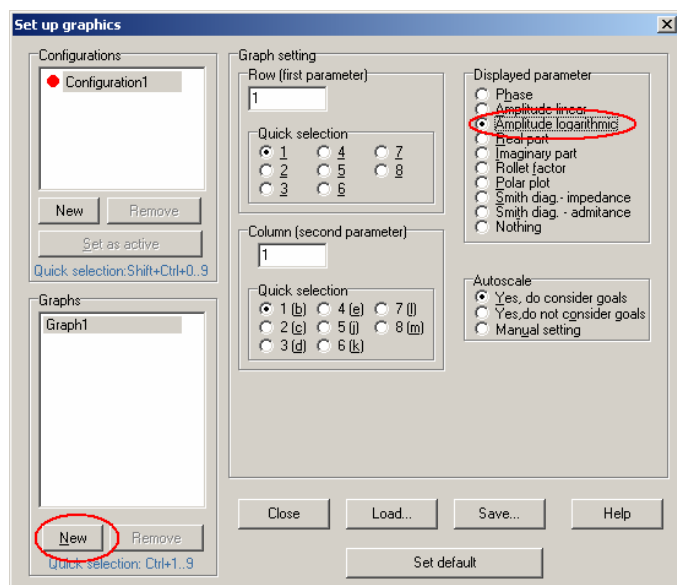 Set up graphics
Configurations
Configuration1
New Remove
Set as active
Quick selection:Shift+Ctrl+0..9
Graphs
Graph1
New Remove
Quick selection: Ctrl+1..9
Graph setting
Row (first parameter)
1
Quick selection
1 4 7
2 5 8
3 6
Column (second parameter)
1
Quick selection
1 (b) 4 (e) 7 (l)
2 (c) 5 (j) 8 (m)
3 (d) 6 (k)
Displayed parameter
Phase
Amplitude linear
Amplitude logarithmic
Real part
Imaginary part
Rollet factor
Polar plot
Smith diag.- impedance
Smith diag. - admitance
Nothing
Autoscale
Yes, do consider goals
Yes,do not consider goals
Manual setting
Close Load... Save... Help
Set default